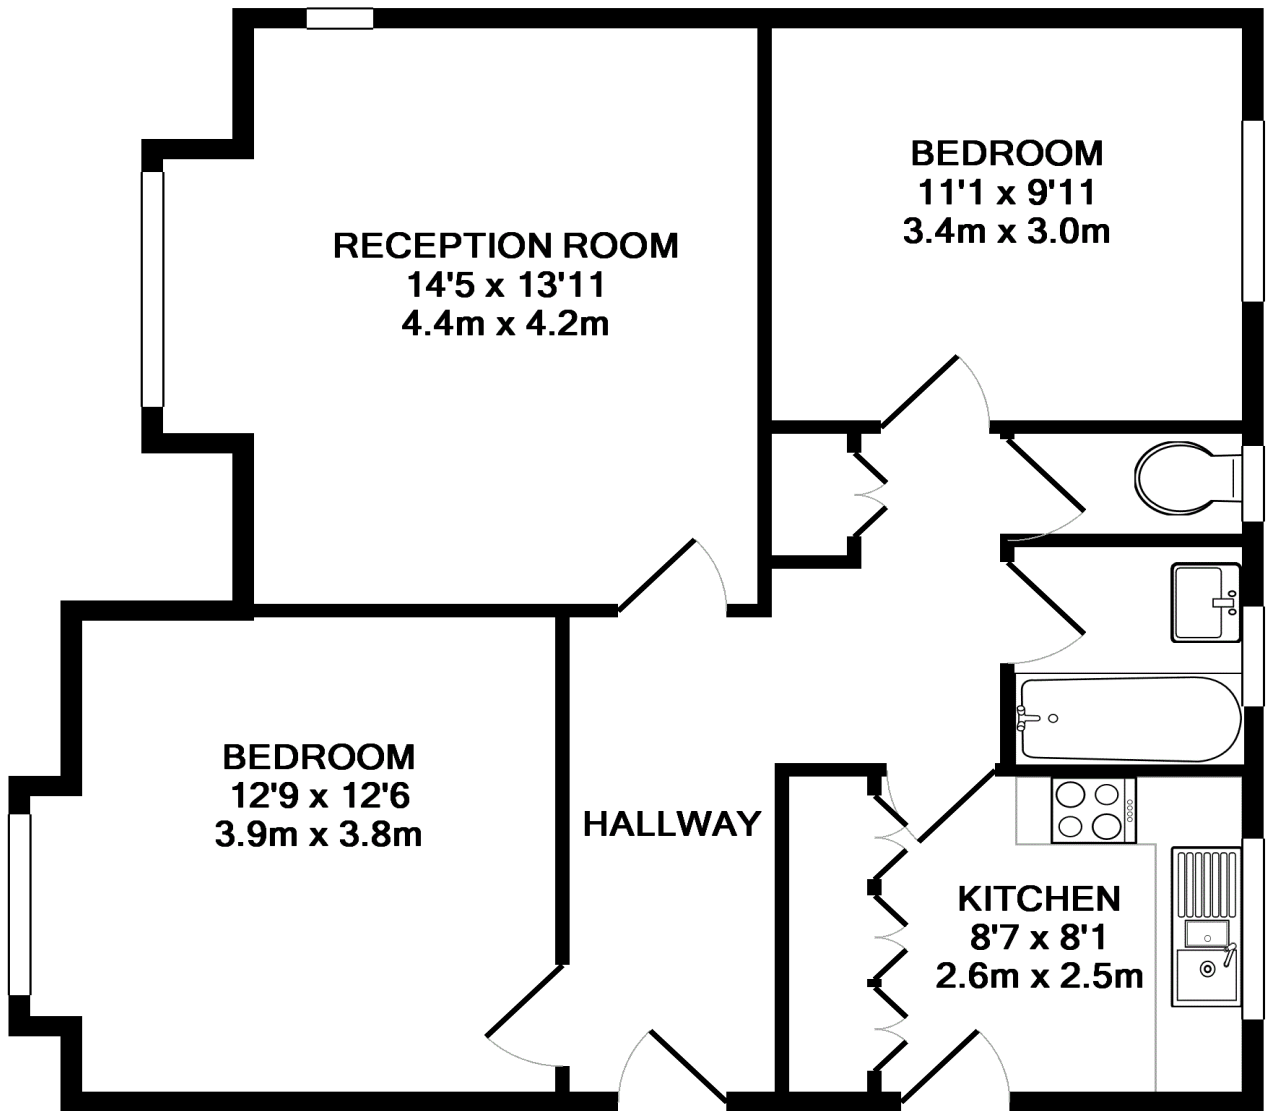 BEDROOM
11'1 x 9'11
3.4m x 3.0m
RECEPTION ROOM
14'5 x 13'11
4.4m x 4.2m
BEDROOM
12'9 x 12'6
3.9m x 3.8m
HALLWAY
KITCHEN
8'7 x 8'1
2.6m x 2.5m